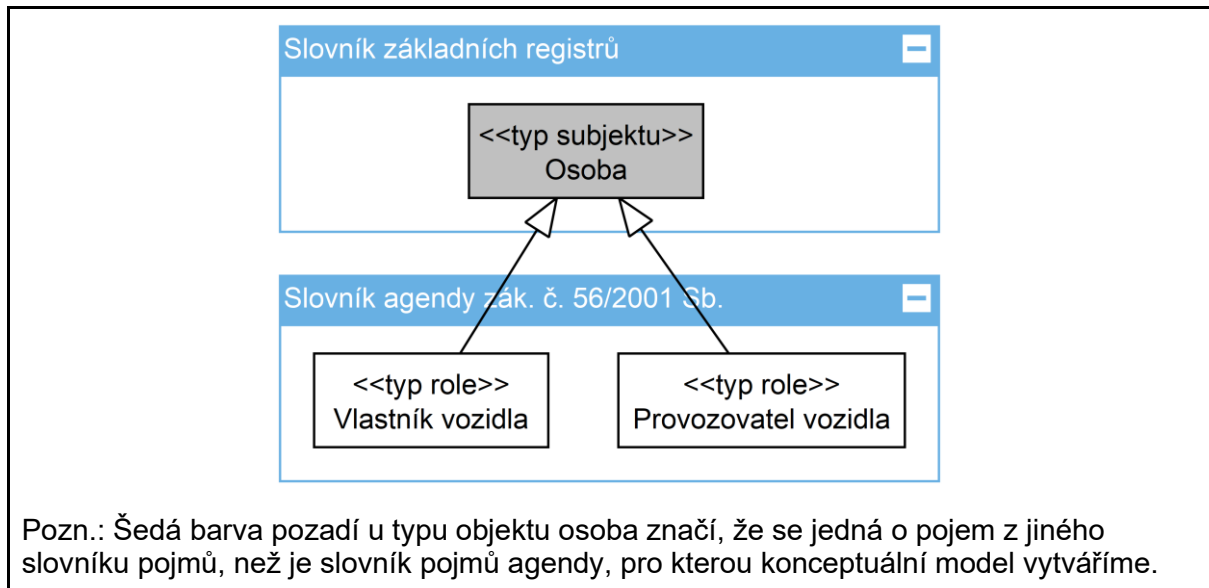 Slovník základních registrů
<<typ subjektu>>
Osoba
Slovník agendy zák. č. 56/2001 Sb.
<<typ role>>
Vlastník vozidla
<<typ role>>
Provozovatel vozidla
Pozn.: Šedá barva pozadí u typu objektu osoba značí, že se jedná o pojem z jiného
slovníku pojmů, než je slovník pojmů agendy, pro kterou konceptuální model vytváříme.